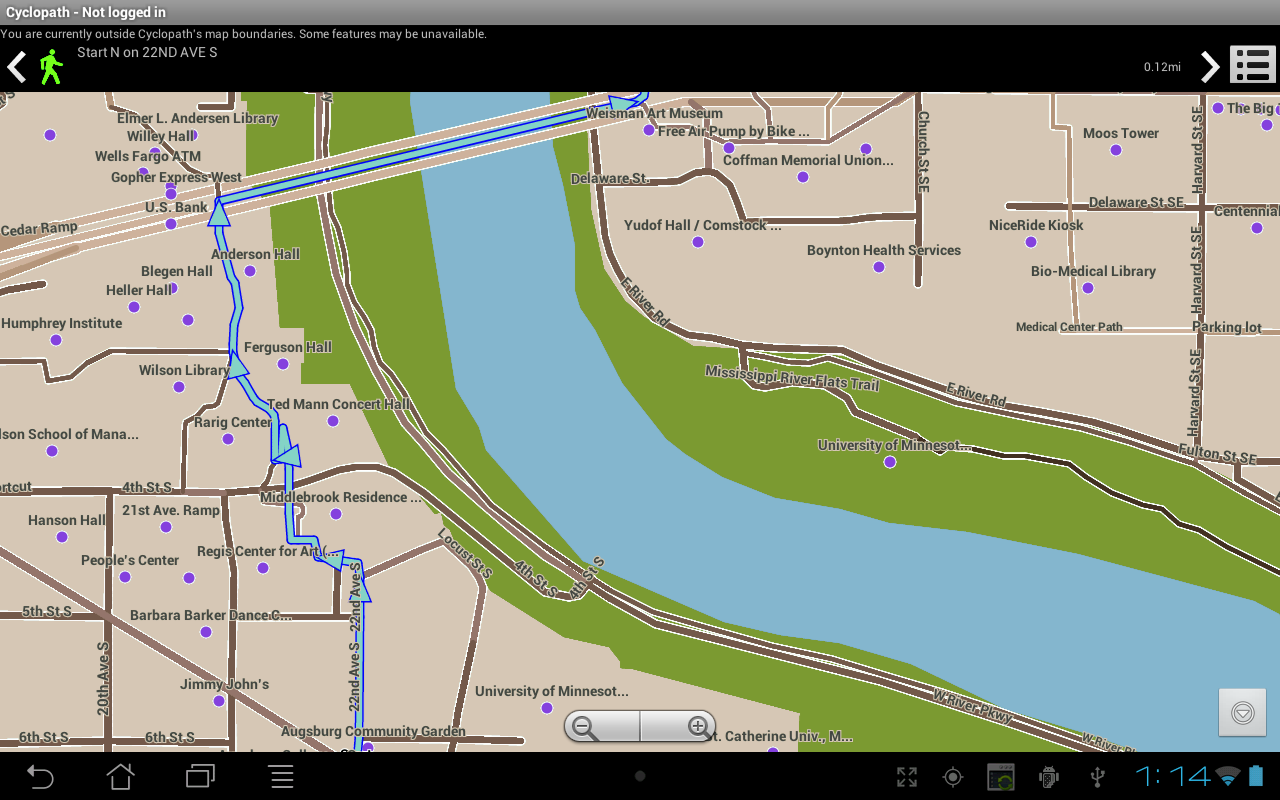 Cyclopath - Not logged in
You are currently outside Cyclopath's map boundaries. Some features may be unavailable.
Start N on 22ND AVE S
0.12mi
Elmer L. Andersen Library
Willey Hall
Wells Fargo ATM
Gopher Express West
U.S. Bank
Cedar Ramp
Anderson Hall
Blegen Hall
Heller Hall
Humphrey Institute
Ferguson Hall
Wilson Library
Ted Mann Concert Hall
Rarig Center
lson School of Mana...
rtcut
4th St S
Middlebrook Residence ...
21st Ave. Ramp
Hanson Hall
Regis Center for Art (...
People's Center
5th St S
Barbara Barker Dance C...
22nd Ave S
22nd Ave S
20th Ave S
Jimmy John's
6th St S
6th St S
Augsburg Community Garden
University of Minnesot...
t. Catherine Univ., M...
Locust St S
4th St S
4th St S
W River Pkwy
Weisman Art Museum
Free Air Pump by Bike ...
Coffman Memorial Union...
Delaware St.
Yudof Hall / Comstock ...
Boynton Health Services
Church St SE
E River Rd
Mississippi River Flats Trail
E River Rd
University of Minnesot...
Moos Tower
The Big
Harvard St SE
Delaware St SE
Centennial
NiceRide Kiosk
Harvard St SE
Bio-Medical Library
Medical Center Path
Parking lot
Harvard St SE
Fulton St SE
1:14